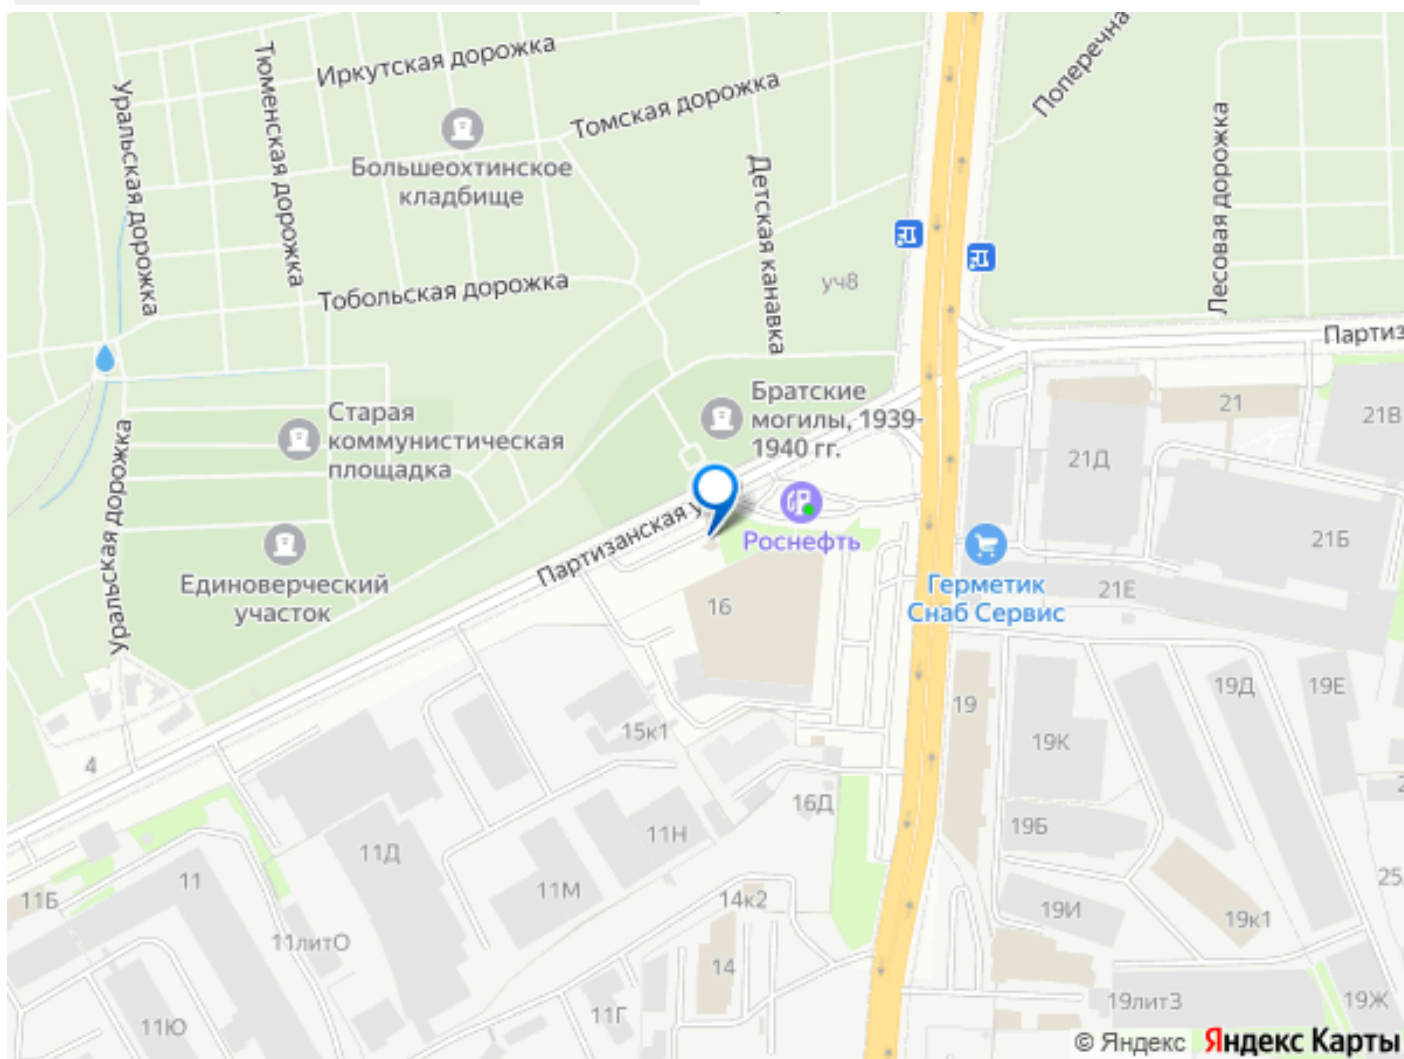 Иркутская дорожка
Поперечна
Тюменская дорожка
Уральская дорожка
Томская дорожка
Большеохтинское
кладбище
Детская канавка
Лесовая дорожка
Тобольская дорожка
уч8
Партиз
Старая
коммунистическая
площадка
Братские
могилы, 1939-
1940 гг.
21
21В
21Д
Уральская дорожка
Партизанская у
Роснефть
21Б
Единоверческий
участок
Герметик
Снаб Сервис
21Е
16
19Д
19Е
19
15к1
19К
4
16Д
11Н
19Б
11Д
11
11М
14к2
11Б
25
19И
19к1
11литО
14
19лит3
19Ж
11Г
11Ю
© Яндекс Яндекс Карты